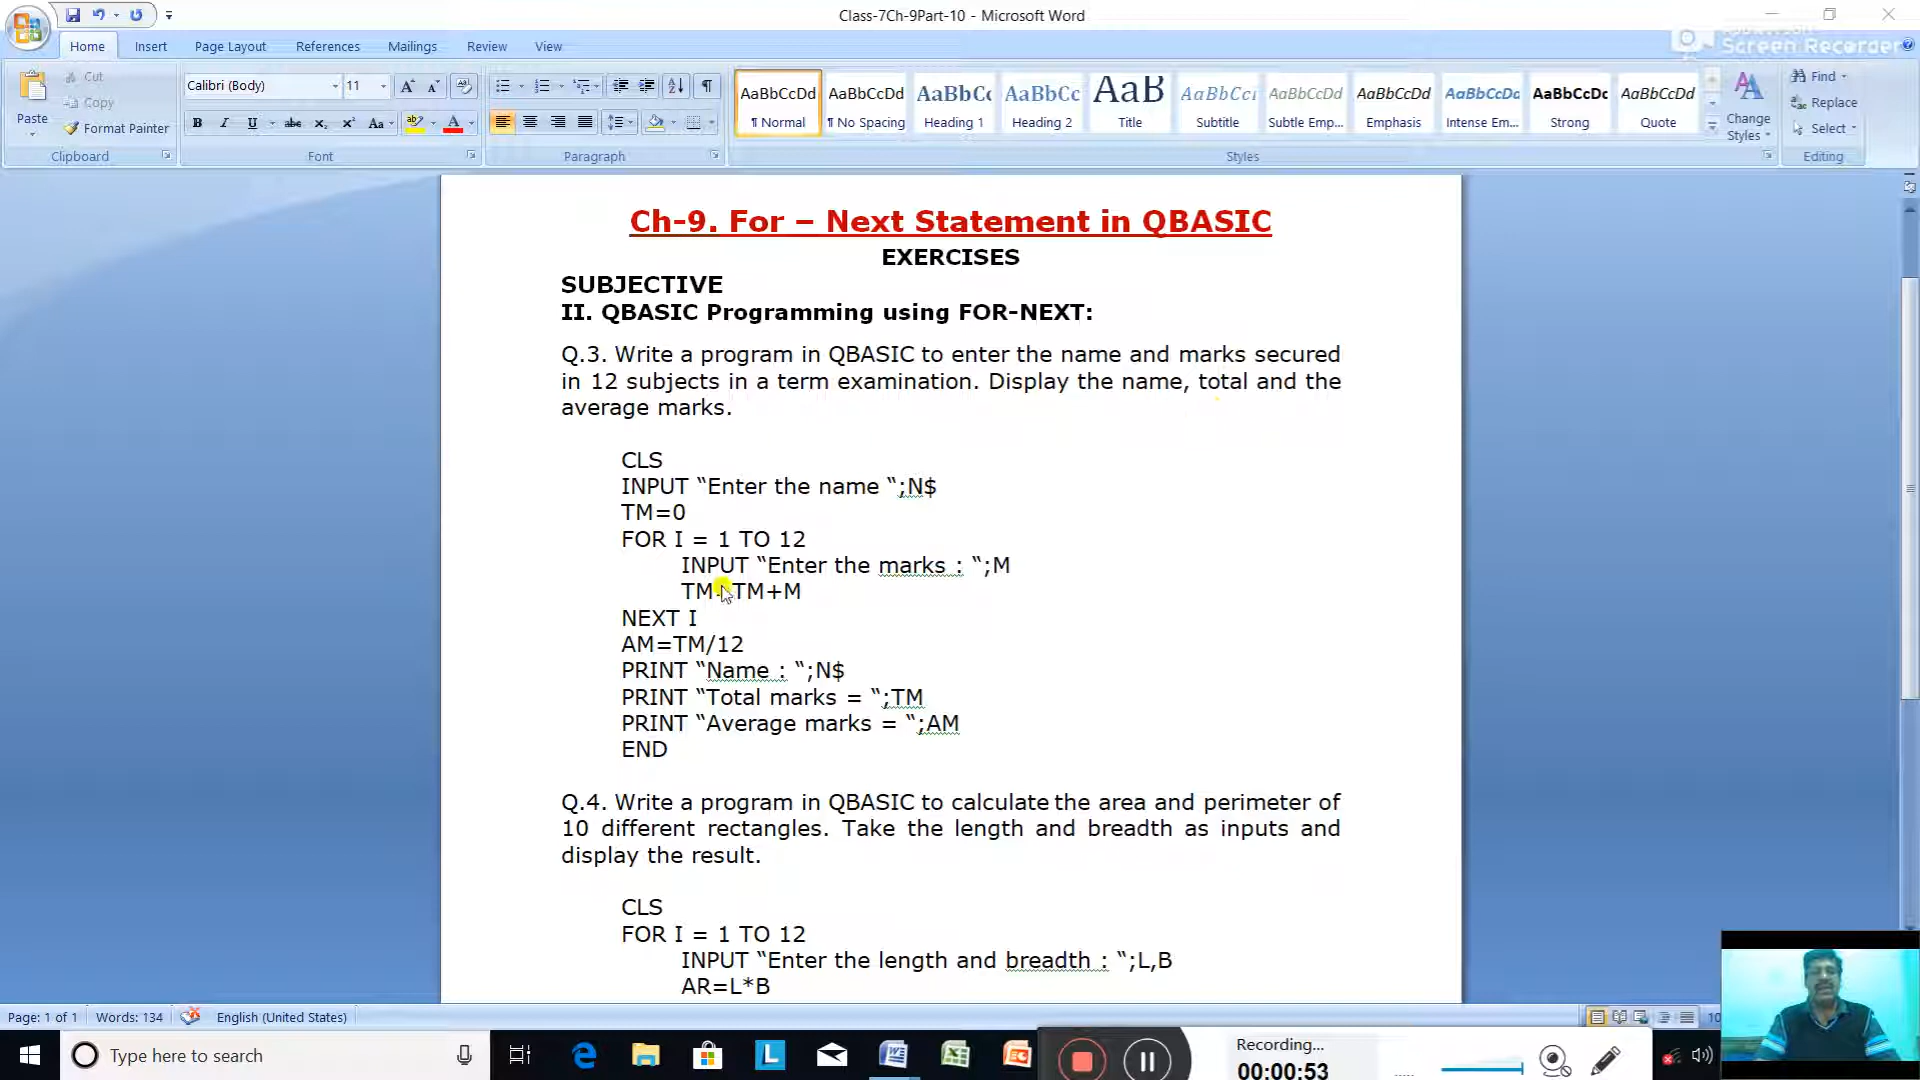 Class-7Ch-9Part-10 - Microsoft Word
Screen Recorder
Home Insert Page Layout References Mailings Review View
Paste
Cut
Copy
Format Painter
Clipboard
Calibri (Body) 11
Font
Paragraph
AaBbCcDd AaBbCcDd AaBbCc AaBbCc AaB AaBbCcI AaBbCcDd AaBbCcDd AaBbCcDd AaBbCcDd AaBbCcDd
¶ Normal ¶ No Spacing Heading 1 Heading 2 Title Subtitle Subtle Emp... Emphasis Intense Em... Strong Quote
Styles
Change Styles
Find
Replace
Select
Editing
Ch-9. For – Next Statement in QBASIC
EXERCISES
SUBJECTIVE
II. QBASIC Programming using FOR-NEXT:
Q.3. Write a program in QBASIC to enter the name and marks secured
in 12 subjects in a term examination. Display the name, total and the
average marks.
CLS
INPUT “Enter the name “;N$
TM=0
FOR I = 1 TO 12
INPUT “Enter the marks : “;M
TM=TM+M
NEXT I
AM=TM/12
PRINT “Name : “;N$
PRINT “Total marks = “;TM
PRINT “Average marks = “;AM
END
Q.4. Write a program in QBASIC to calculate the area and perimeter of
10 different rectangles. Take the length and breadth as inputs and
display the result.
CLS
FOR I = 1 TO 12
INPUT “Enter the length and breadth : “;L,B
AR=L*B
Page: 1 of 1 Words: 134 English (United States)
Type here to search
Recording...
00:00:53